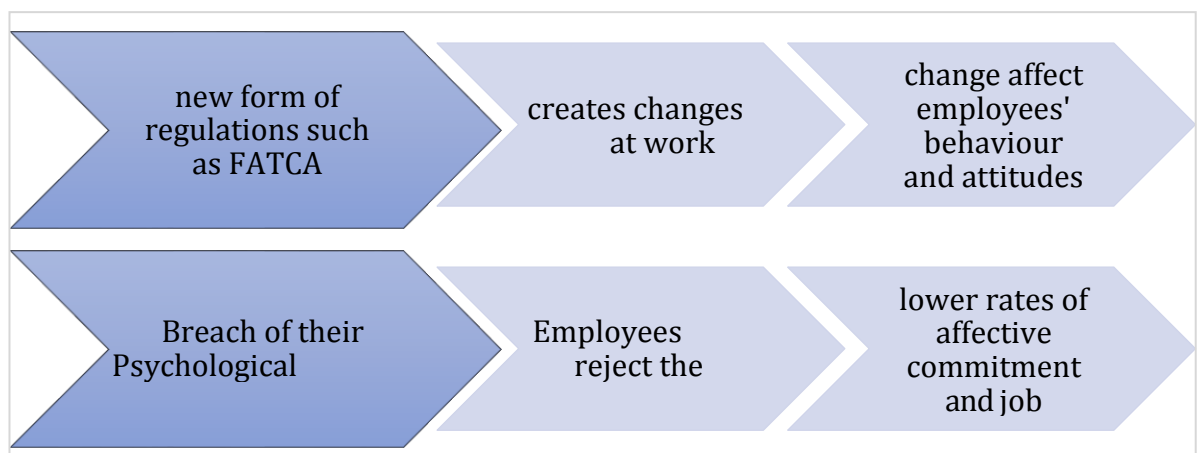 new form of
regulations such
as FATCA
creates changes
at work
change affect
employees'
behaviour
and attitudes
Breach of their
Psychological
Employees
reject the
lower rates of
affective
commitment
and job